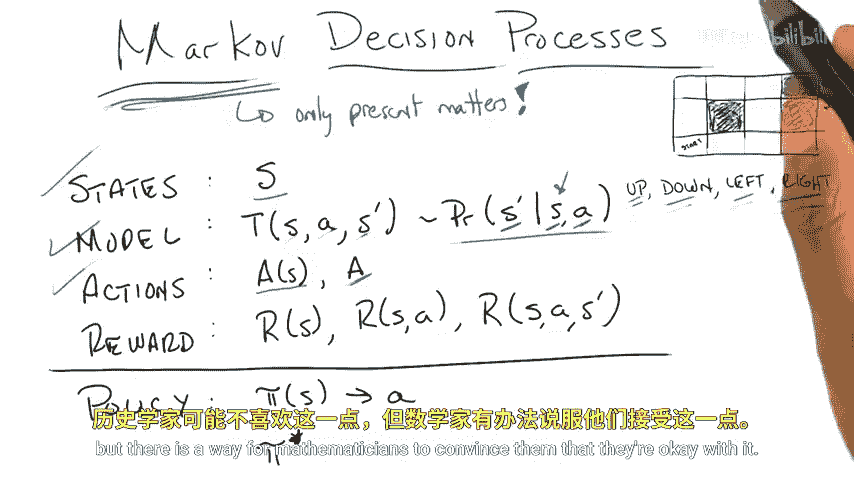 Markov Decision Processes
bilibili
↳ only present matters!
START
STATES : S
MODEL : T(s, a, s') ~ Pr(s' | s, a) UP, DOWN, LEFT, RIGHT
ACTIONS : A(s), A
REWARD : R(s), R(s,a), R(s,a,s')
POLICY : π(s) → a
π*
历史学家可能不喜欢这一点，但数学家有办法说服他们接受这一点。
but there is a way for mathematicians to convince them that they're okay with it.